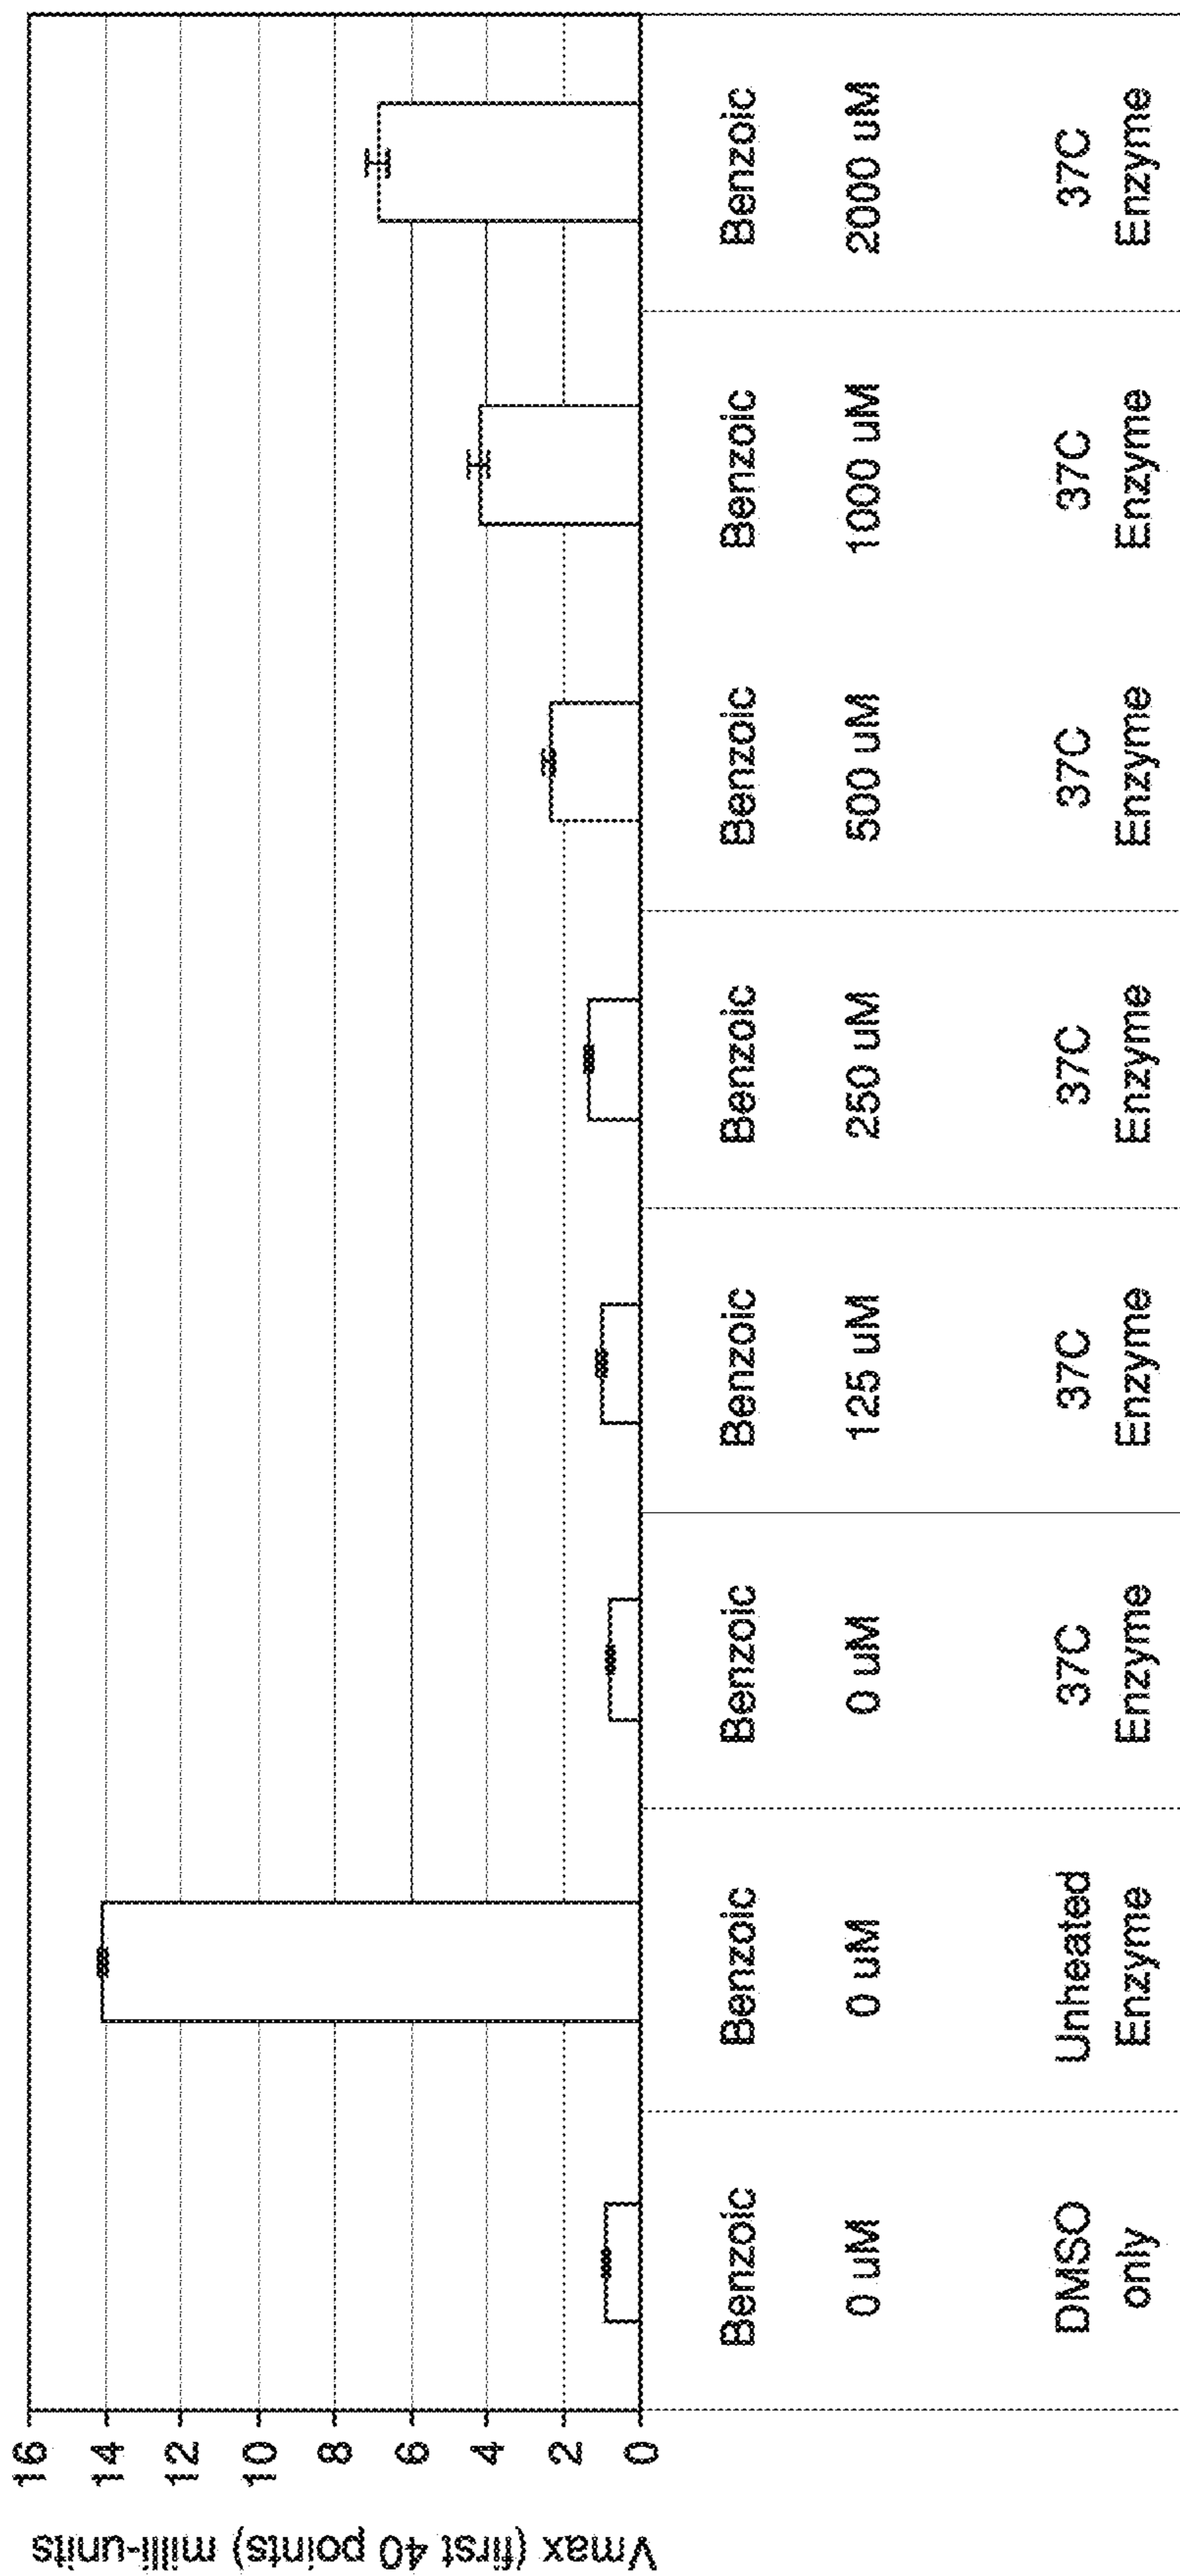 Vmax (first 40 points) milli-units
16
14
12
10
8
6
4
2
0
Benzoic Benzoic Benzoic Benzoic Benzoic Benzoic Benzoic Benzoic
0 uM 0 uM 0 uM 125 uM 250 uM 500 uM 1000 uM 2000 uM
DMSO Unheated 37C 37C 37C 37C 37C 37C
only Enzyme Enzyme Enzyme Enzyme Enzyme Enzyme Enzyme